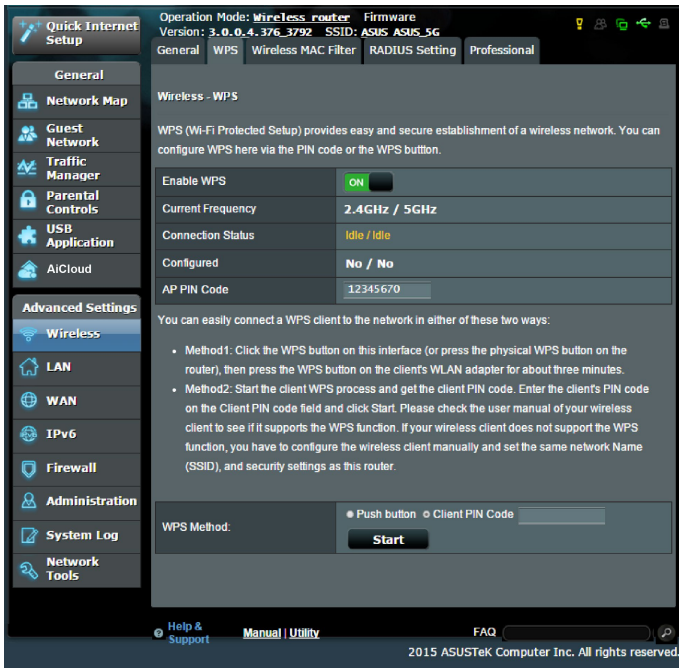 Quick Internet Setup
Operation Mode: Wireless router Firmware
Version: 3.0.0.4.376_3792 SSID: ASUS ASUS_5G
General WPS Wireless MAC Filter RADIUS Setting Professional
General
Network Map
Guest Network
Traffic Manager
Parental Controls
USB Application
AiCloud
Advanced Settings
Wireless
LAN
WAN
IPv6
Firewall
Administration
System Log
Network Tools
Wireless - WPS
WPS (Wi-Fi Protected Setup) provides easy and secure establishment of a wireless network. You can
configure WPS here via the PIN code or the WPS buttton.
Enable WPS ON
Current Frequency 2.4GHz / 5GHz
Connection Status Idle / Idle
Configured No / No
AP PIN Code 12345670
You can easily connect a WPS client to the network in either of these two ways:
• Method1: Click the WPS button on this interface (or press the physical WPS button on the
router), then press the WPS button on the client's WLAN adapter for about three minutes.
• Method2: Start the client WPS process and get the client PIN code. Enter the client's PIN code
on the Client PIN code field and click Start. Please check the user manual of your wireless
client to see if it supports the WPS function. If your wireless client does not support the WPS
function, you have to configure the wireless client manually and set the same network Name
(SSID), and security settings as this router.
WPS Method: Push button Client PIN Code
Start
Help & Support Manual | Utility FAQ
2015 ASUSTeK Computer Inc. All rights reserved.